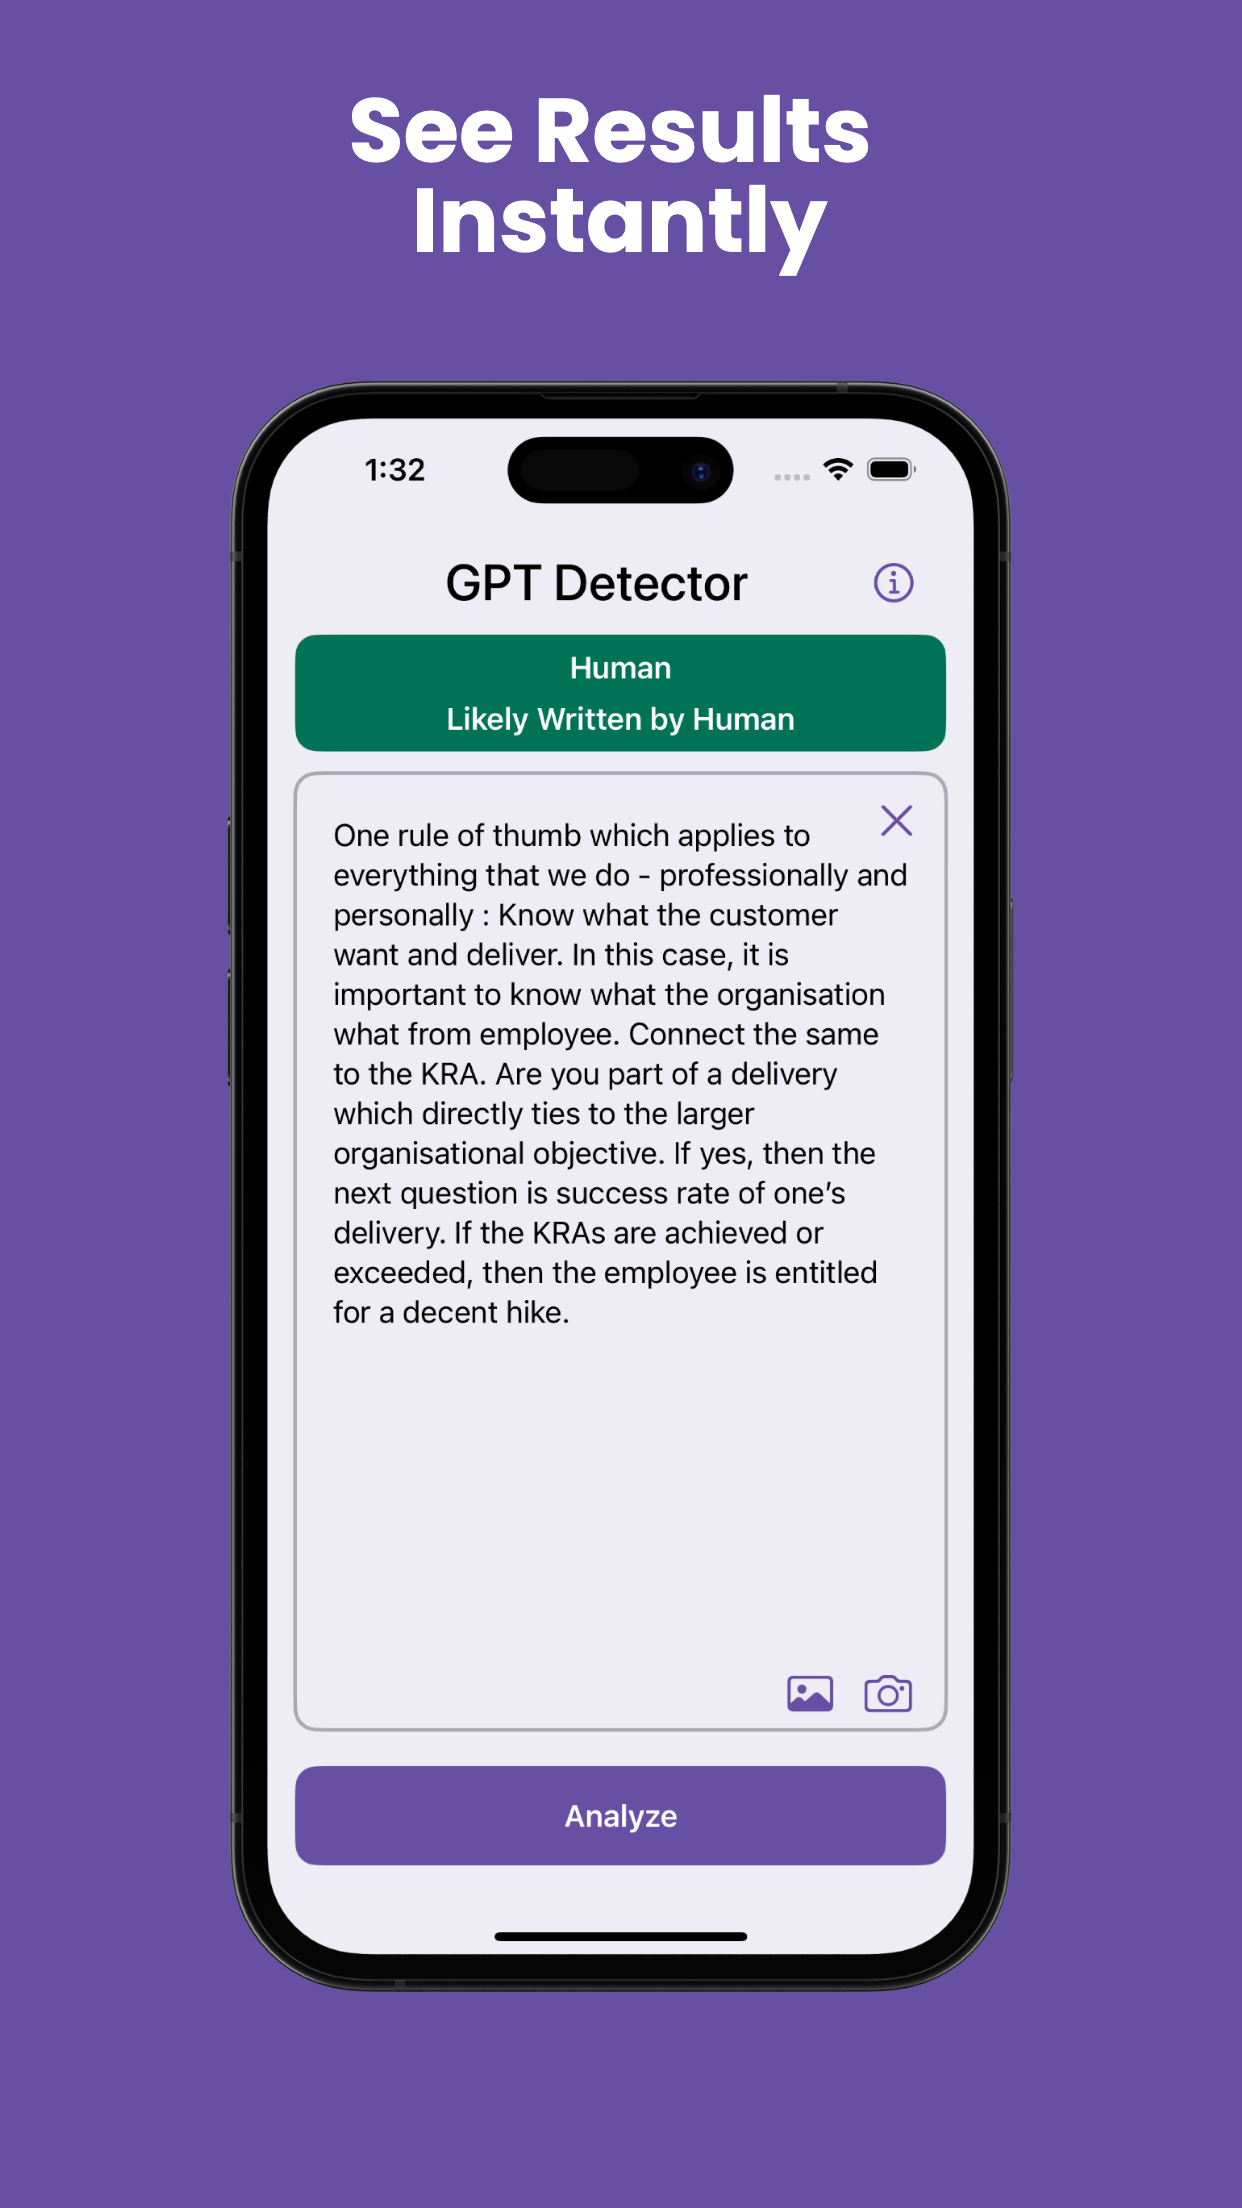 See Results
Instantly
1:32
GPT Detector
Human
Likely Written by Human
One rule of thumb which applies to
everything that we do - professionally and
personally : Know what the customer
want and deliver. In this case, it is
important to know what the organisation
what from employee. Connect the same
to the KRA. Are you part of a delivery
which directly ties to the larger
organisational objective. If yes, then the
next question is success rate of one’s
delivery. If the KRAs are achieved or
exceeded, then the employee is entitled
for a decent hike.
Analyze